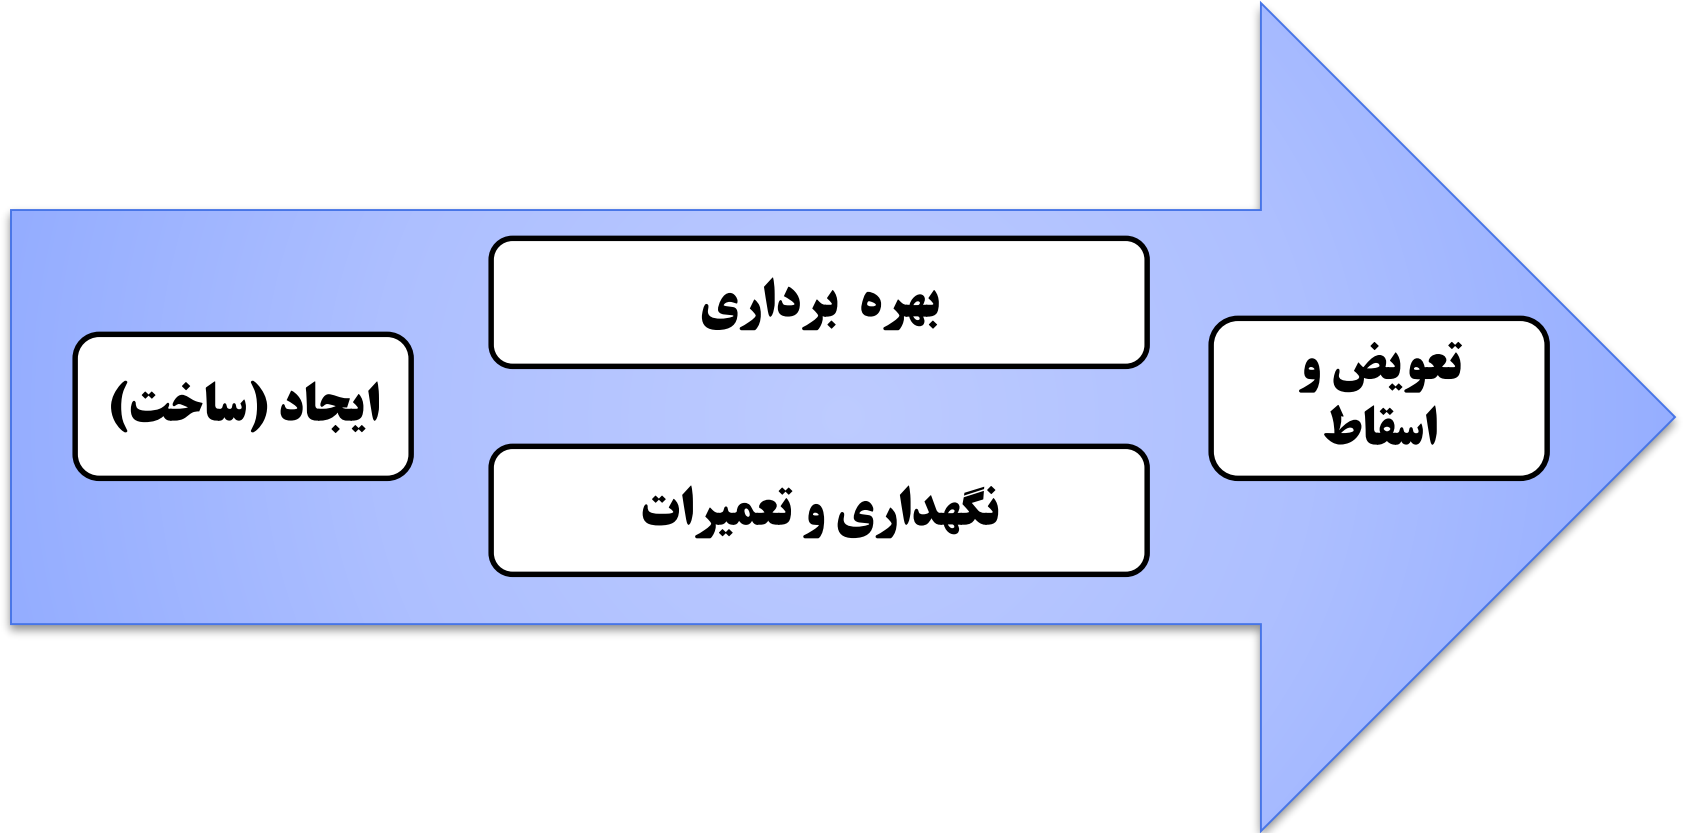 ایجاد (ساخت)
بهره برداری
نگهداری و تعمیرات
تعویض و
اسقاط